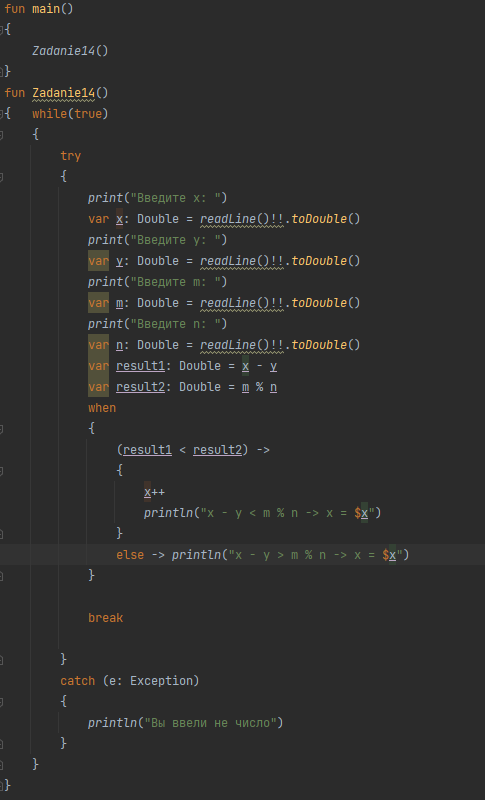 fun main()
{
    Zadanie14()
}
fun Zadanie14()
{   while(true)
    {
        try
        {
            print("Введите x: ")
            var x: Double = readLine()!!.toDouble()
            print("Введите y: ")
            var y: Double = readLine()!!.toDouble()
            print("Введите m: ")
            var m: Double = readLine()!!.toDouble()
            print("Введите n: ")
            var n: Double = readLine()!!.toDouble()
            var result1: Double = x - y
            var result2: Double = m % n
            when
            {
                (result1 < result2) ->
                {
                    x++
                    println("x - y < m % n -> x = $x")
                }
                else -> println("x - y > m % n -> x = $x")
            }
            break
        }
        catch (e: Exception)
        {
            println("Вы ввели не число")
        }
    }
}